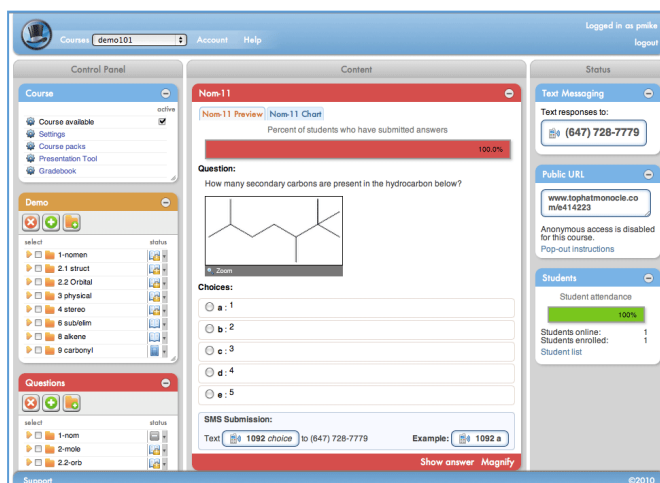 Logged in as pmike
Courses demo101 Account Help
logout
Control Panel
Course
active
Course available
Settings
Course packs
Presentation Tool
Gradebook
Demo
select status
1-nomen
2.1 struct
2.2 Orbital
3 physical
4 stereo
6 sub/elim
8 alkene
9 carbonyl
Questions
select status
1-nom
2-mole
2.2-orb
Content
Nom-11
Nom-11 Preview Nom-11 Chart
Percent of students who have submitted answers
100.0%
Question:
How many secondary carbons are present in the hydrocarbon below?
Zoom
Choices:
a : 1
b : 2
c : 3
d : 4
e : 5
SMS Submission:
Text 1092 choice to (647) 728-7779 Example: 1092 a
Show answer Magnify
Status
Text Messaging
Text responses to:
(647) 728-7779
Public URL
www.tophatmonocle.co
m/e414223
Anonymous access is disabled
for this course.
Pop-out instructions
Students
Student attendance
100%
Students online: 1
Students enrolled: 1
Student list
Support ©2010